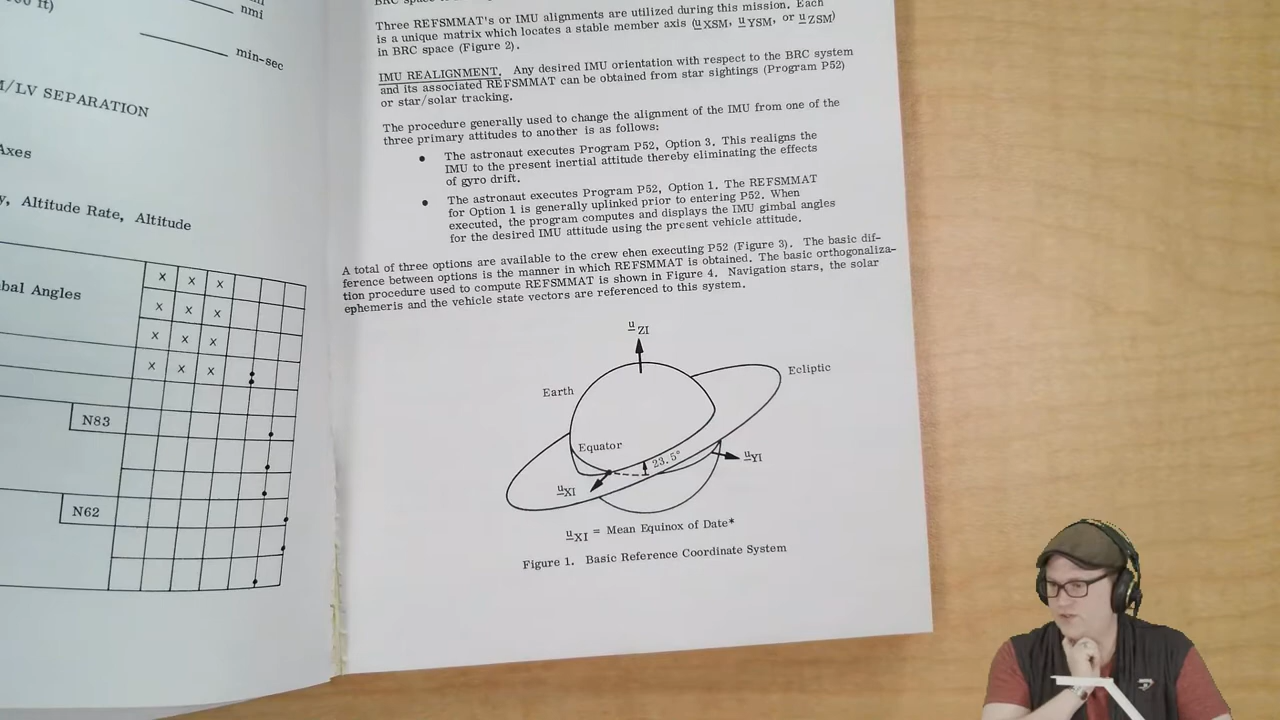 nmi
min-sec
M/LV SEPARATION
Axes
y, Altitude Rate, Altitude
bal Angles
x x x
x x x
x x x
x x x
N83
N62
Three REFSMMAT's or IMU alignments are utilized during this mission. Each
is a unique matrix which locates a stable member axis (uXSM, uYSM, or uZSM)
in BRC space (Figure 2).
IMU REALIGNMENT. Any desired IMU orientation with respect to the BRC system
and its associated REFSMMAT can be obtained from star sightings (Program P52)
or star/solar tracking.
The procedure generally used to change the alignment of the IMU from one of the
three primary attitudes to another is as follows:
• The astronaut executes Program P52, Option 3. This realigns the
IMU to the present inertial attitude thereby eliminating the effects
of gyro drift.
• The astronaut executes Program P52, Option 1. The REFSMMAT
for Option 1 is generally uplinked prior to entering P52. When
executed, the program computes and displays the IMU gimbal angles
for the desired IMU attitude using the present vehicle attitude.
A total of three options are available to the crew ehen executing P52 (Figure 3). The basic dif-
ference between options is the manner in which REFSMMAT is obtained. The basic orthogonaliza-
tion procedure used to compute REFSMMAT is shown in Figure 4. Navigation stars, the solar
ephemeris and the vehicle state vectors are referenced to this system.
uZI
Ecliptic
Earth
Equator
23.5°
uYI
uXI
uXI = Mean Equinox of Date*
Figure 1. Basic Reference Coordinate System